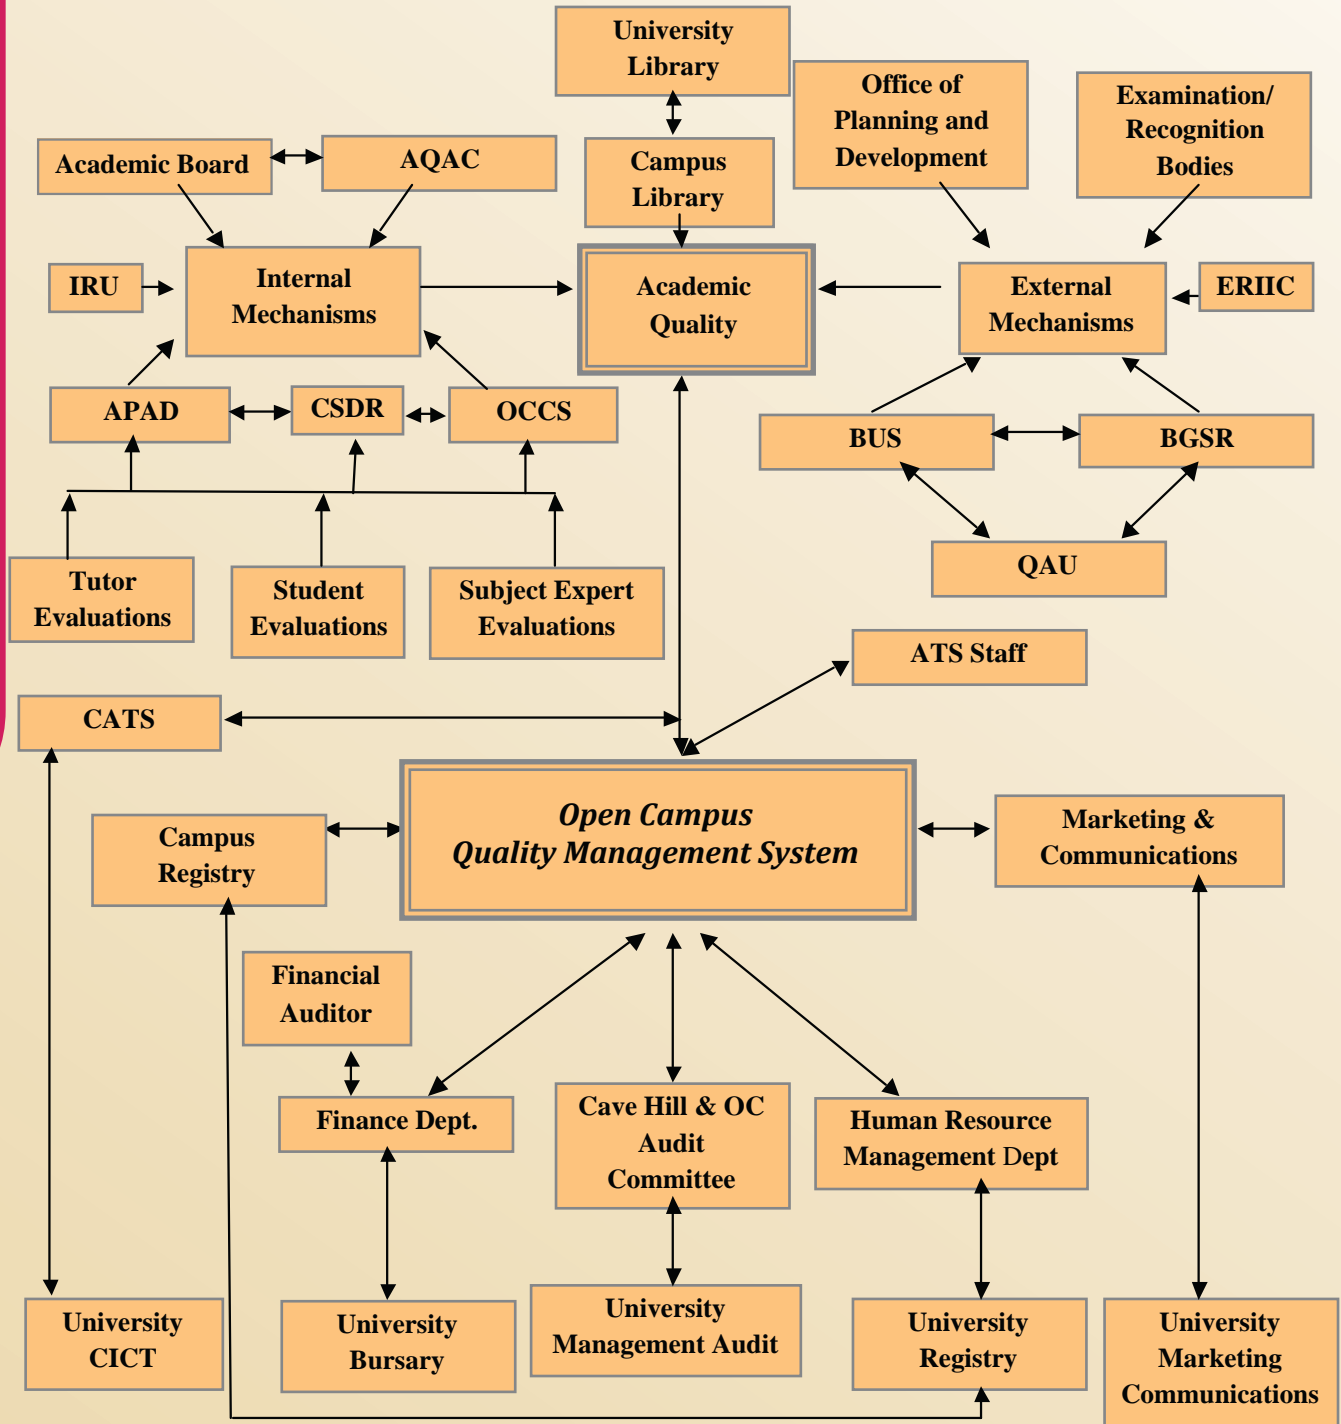 University
Library
Office of
Planning and
Development
Examination/
Recognition
Bodies
Academic Board
AQAC
Campus
Library
IRU
Internal
Mechanisms
Academic
Quality
External
Mechanisms
ERIIC
APAD
CSDR
OCCS
BUS
BGSR
QAU
Tutor
Evaluations
Student
Evaluations
Subject Expert
Evaluations
ATS Staff
CATS
Open Campus
Quality Management System
Campus
Registry
Marketing &
Communications
Financial
Auditor
Finance Dept.
Cave Hill & OC
Audit
Committee
Human Resource
Management Dept
University
CICT
University
Bursary
University
Management Audit
University
Registry
University
Marketing
Communications